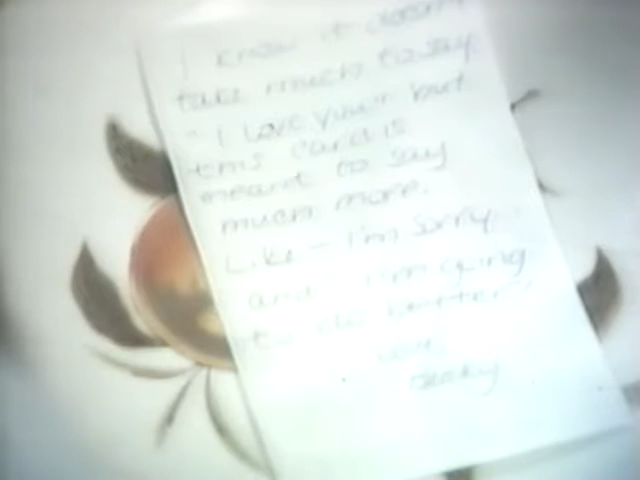 I know it doesn't
take much to say
"I love you" but
this card is
meant to say
much more.
Like - I'm sorry
and I'm going
to do better"
Love,